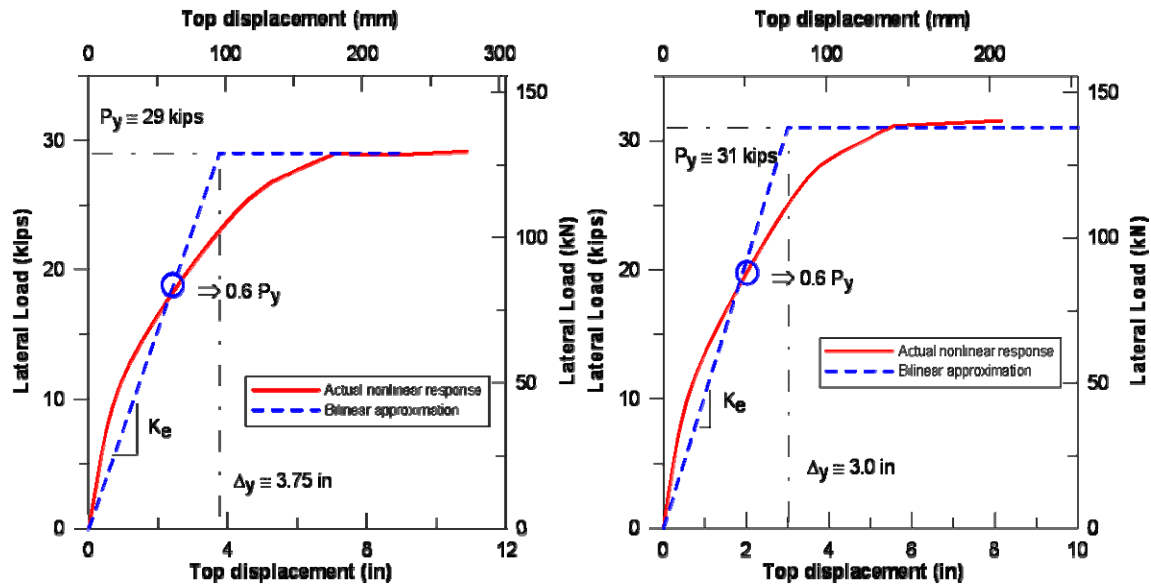 Top displacement (mm)
0 100 200 300
Lateral Load (kips)
30
20
10
0
P_y ≅ 29 kips
⇒ 0.6 P_y
Actual nonlinear response
Bilinear approximation
K_e
Δ_y ≅ 3.75 in
150
100
50
0
Lateral Load (kN)
0 4 8 12
Top displacement (in)
Top displacement (mm)
0 100 200
Lateral Load (kips)
30
20
10
0
P_y ≅ 31 kips
⇒ 0.6 P_y
Actual nonlinear response
Bilinear approximation
K_e
Δ_y ≅ 3.0 in
150
100
50
0
Lateral Load (kN)
0 2 4 6 8 10
Top displacement (in)